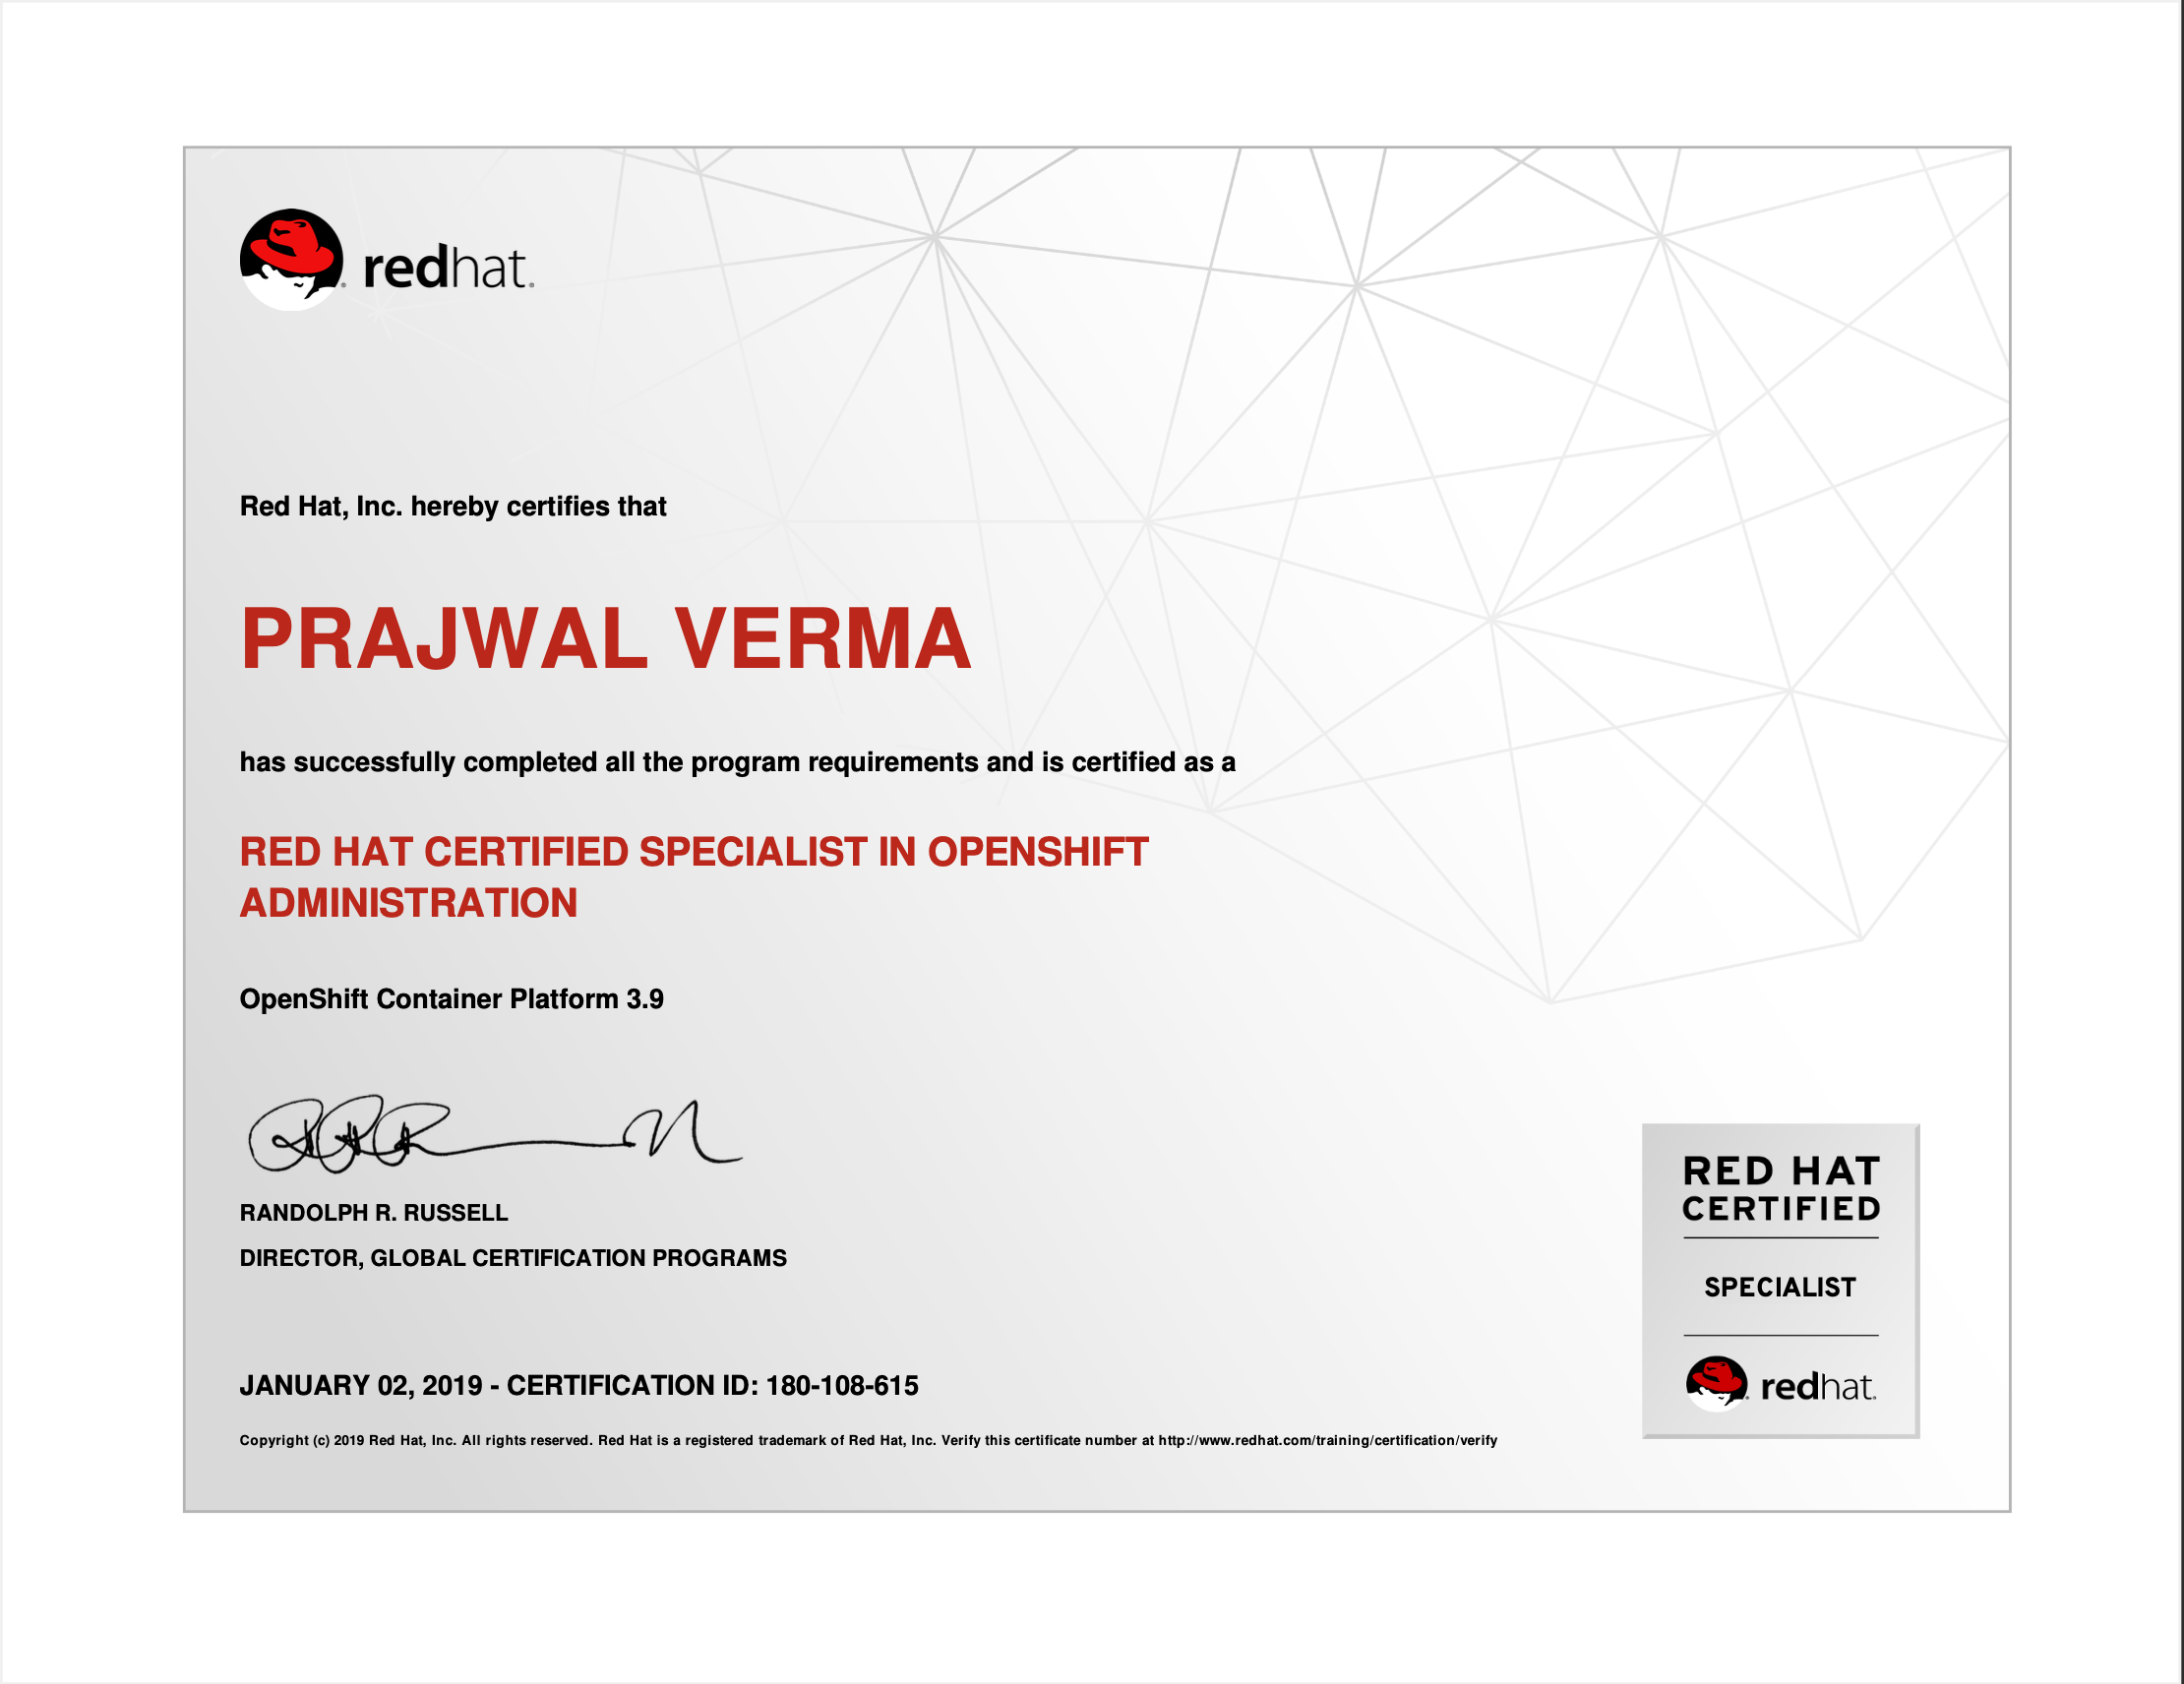 redhat.
Red Hat, Inc. hereby certifies that
PRAJWAL VERMA
has successfully completed all the program requirements and is certified as a
RED HAT CERTIFIED SPECIALIST IN OPENSHIFT
ADMINISTRATION
OpenShift Container Platform 3.9
RANDOLPH R. RUSSELL
DIRECTOR, GLOBAL CERTIFICATION PROGRAMS
JANUARY 02, 2019 - CERTIFICATION ID: 180-108-615
Copyright (c) 2019 Red Hat, Inc. All rights reserved. Red Hat is a registered trademark of Red Hat, Inc. Verify this certificate number at http://www.redhat.com/training/certification/verify
RED HAT
CERTIFIED
SPECIALIST
redhat.